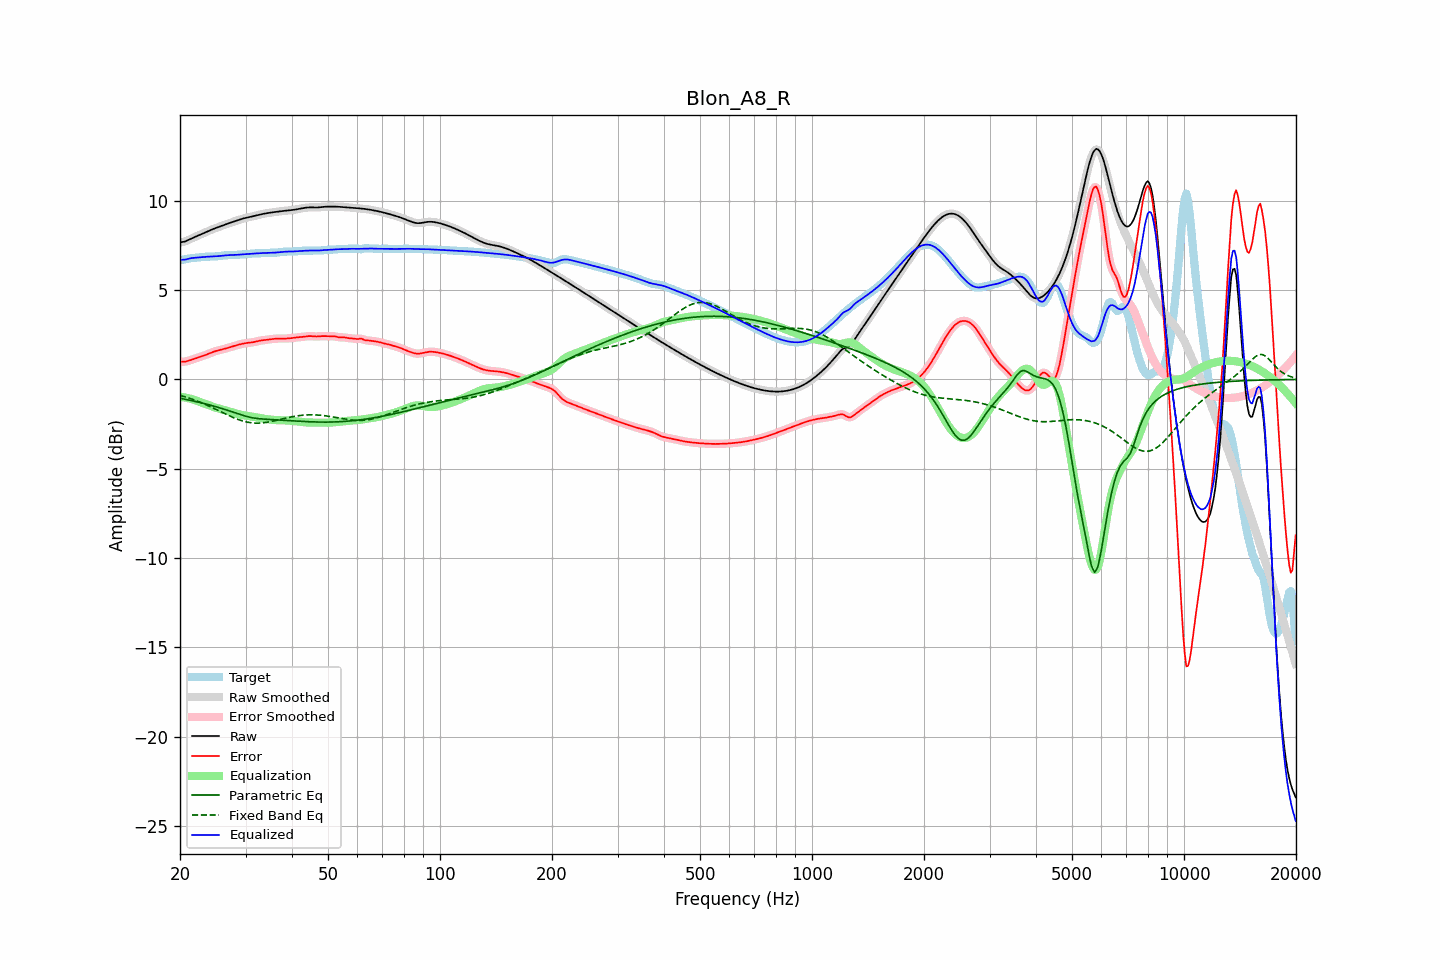 Blon_A8_R
Amplitude (dBr)
10
5
0
−5
−10
−15
−20
−25
Target
Raw Smoothed
Error Smoothed
Raw
Error
Equalization
Parametric Eq
Fixed Band Eq
Equalized
20 50 100 200 500 1000 2000 5000 10000 20000
Frequency (Hz)